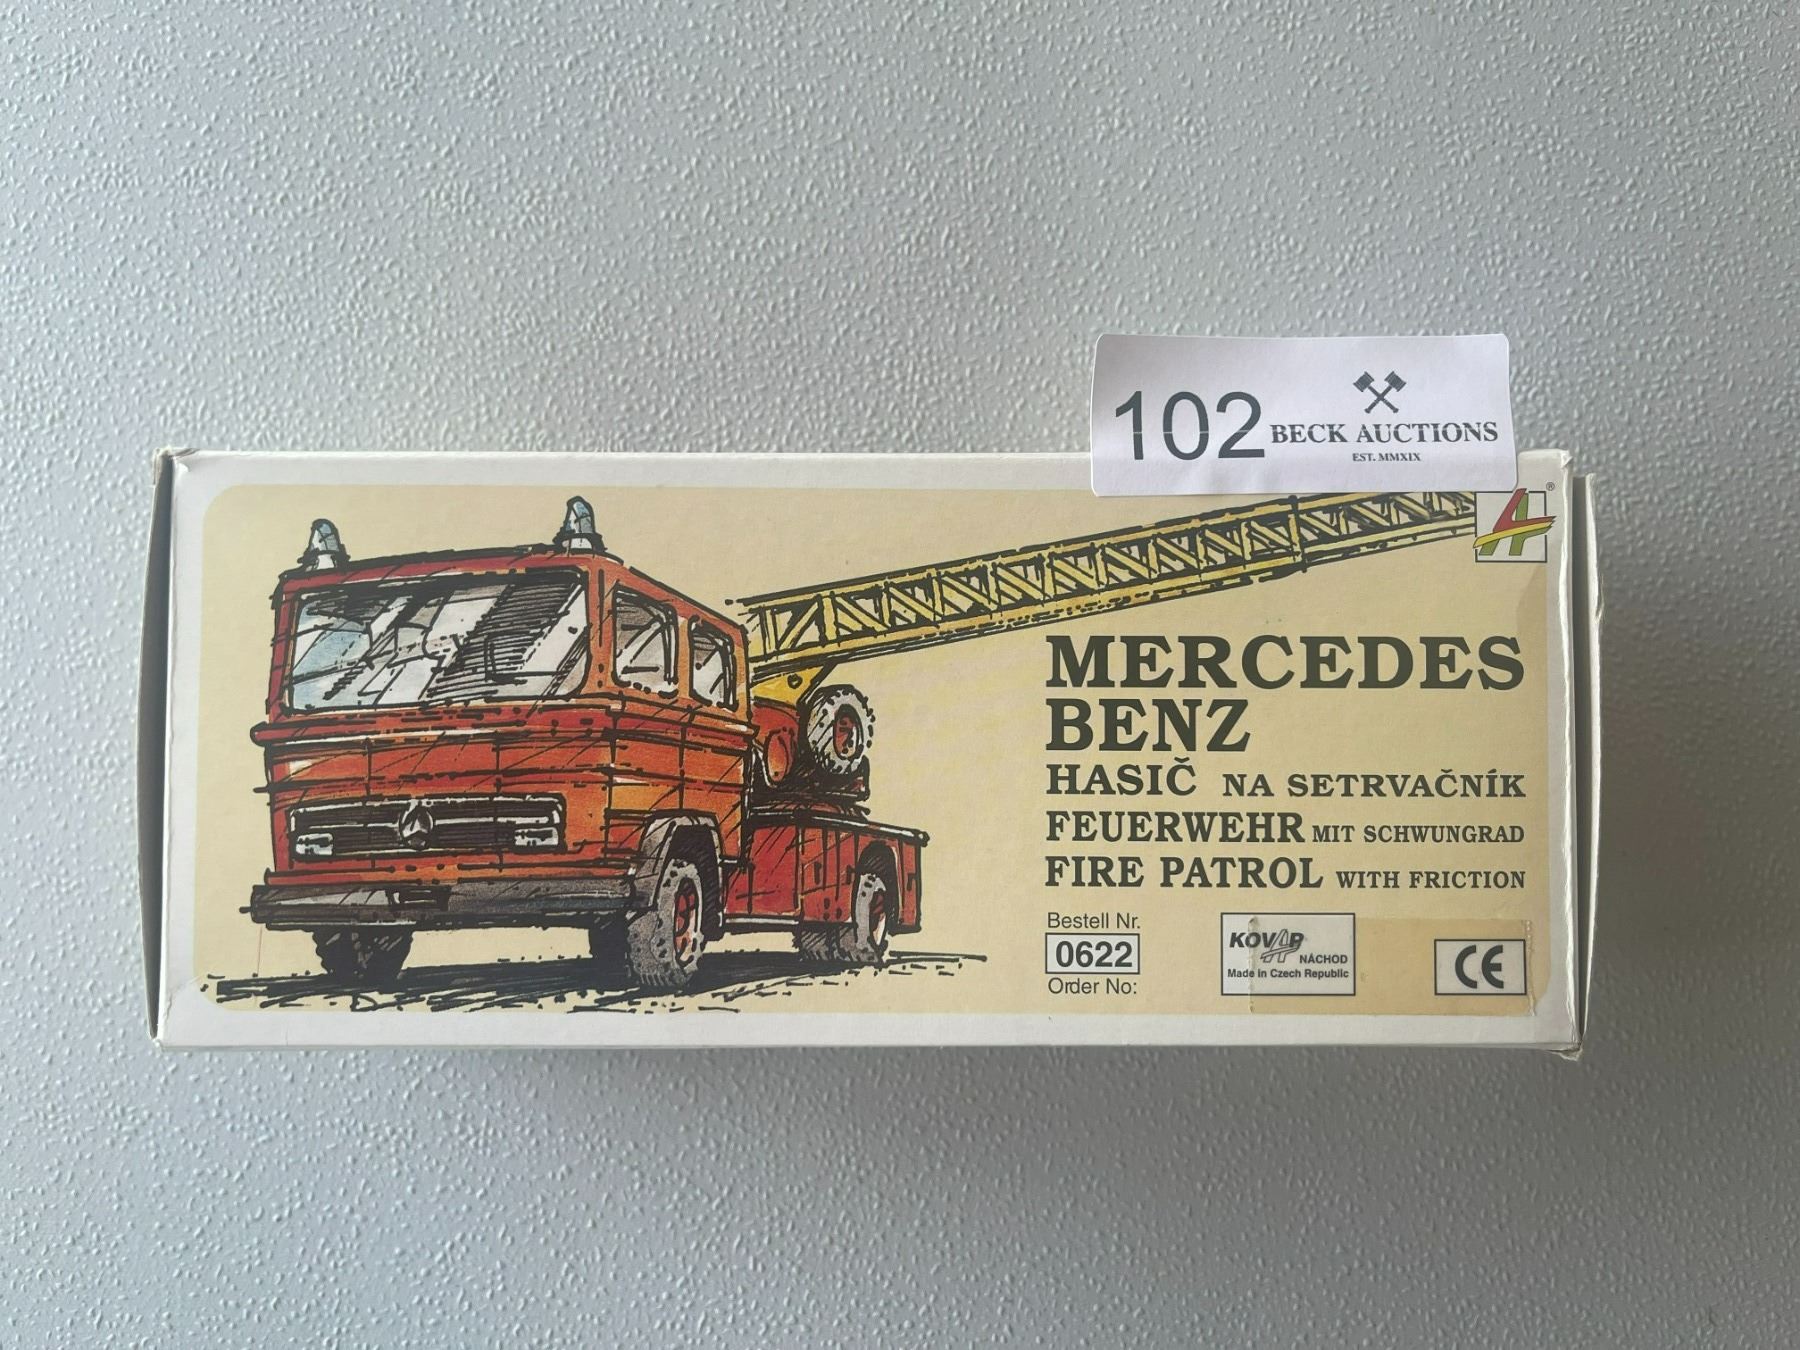 102 BECK AUCTIONS
EST. MMXIX
®
MERCEDES
BENZ
HASIČ NA SETRVAČNÍK
FEUERWEHR MIT SCHWUNGRAD
FIRE PATROL WITH FRICTION
Bestell Nr.
0622
Order No:
KOVAP
NÁCHOD
Made in Czech Republic
CE